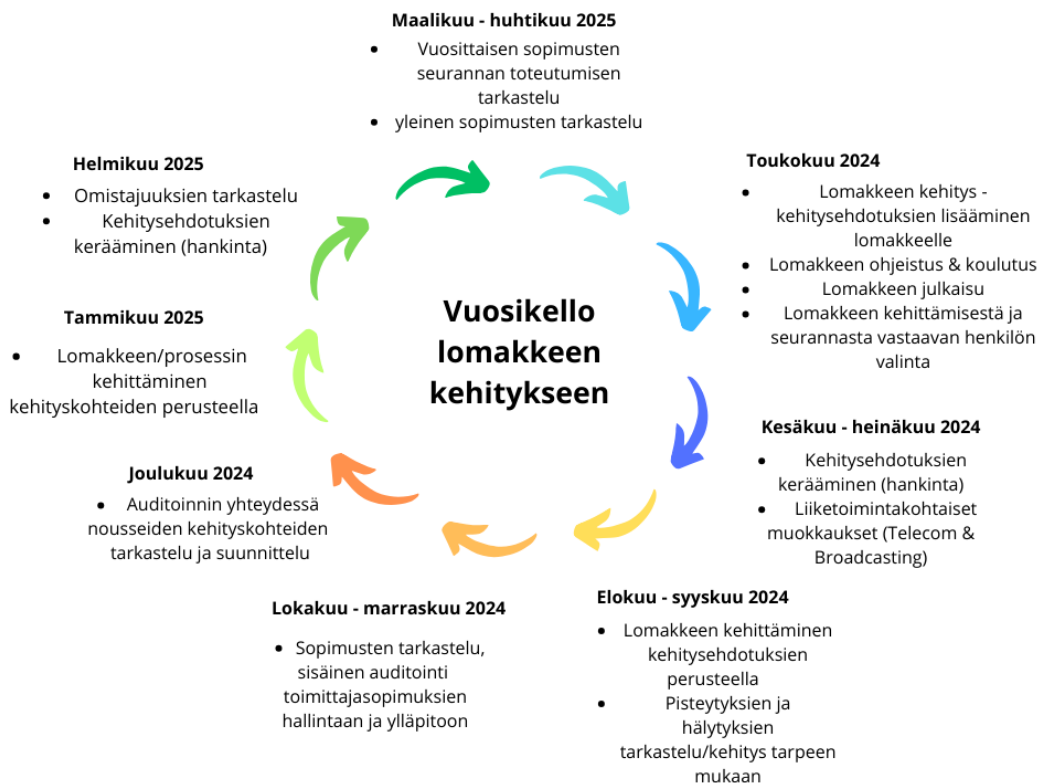 Maalikuu - huhtikuu 2025
• Vuosittaisen sopimusten
seurannan toteutumisen
tarkastelu
• yleinen sopimusten tarkastelu
Toukokuu 2024
• Lomakkeen kehitys -
kehitysehdotuksien lisääminen
lomakkeelle
• Lomakkeen ohjeistus & koulutus
• Lomakkeen julkaisu
• Lomakkeen kehittämisestä ja
seurannasta vastaavan henkilön
valinta
Kesäkuu - heinäkuu 2024
• Kehitysehdotuksien
kerääminen (hankinta)
• Liiketoimintakohtaiset
muokkaukset (Telecom &
Broadcasting)
Elokuu - syyskuu 2024
• Lomakkeen kehittäminen
kehitysehdotuksien
perusteella
• Pisteytyksien ja
hälytyksien
tarkastelu/kehitys tarpeen
mukaan
Lokakuu - marraskuu 2024
• Sopimusten tarkastelu,
sisäinen auditointi
toimittajasopimuksien
hallintaan ja ylläpitoon
Joulukuu 2024
• Auditoinnin yhteydessä
nousseiden kehityskohteiden
tarkastelu ja suunnittelu
Tammikuu 2025
• Lomakkeen/prosessin
kehittäminen
kehityskohteiden perusteella
Helmikuu 2025
• Omistajuuksien tarkastelu
• Kehitysehdotuksien
kerääminen (hankinta)
Vuosikello
lomakkeen
kehitykseen